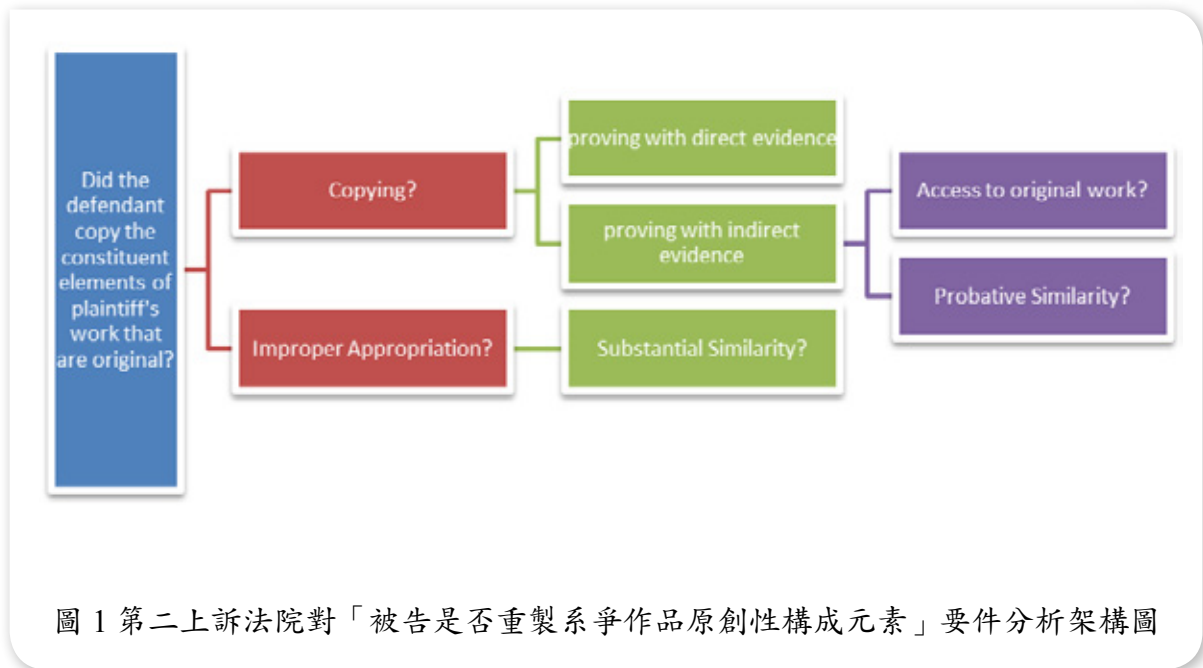 Did the
defendant
copy the
constituent
elements of
plaintiff's
work that
are original?
Copying?
proving with direct evidence
proving with indirect
evidence
Access to original work?
Probative Similarity?
Improper Appropriation?
Substantial Similarity?
圖 1 第二上訴法院對「被告是否重製系爭作品原創性構成元素」要件分析架構圖